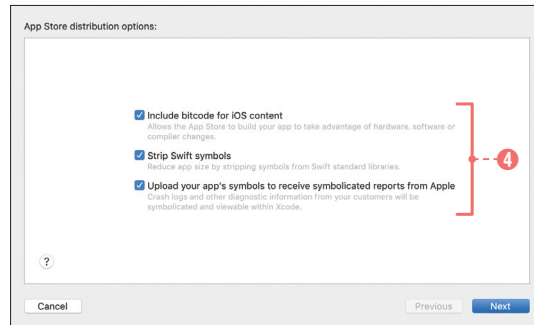 App Store distribution options:
Include bitcode for iOS content
Allows the App Store to build your app to take advantage of hardware, software or
compiler changes.
Strip Swift symbols
Reduce app size by stripping symbols from Swift standard libraries.
Upload your app's symbols to receive symbolicated reports from Apple
Crash logs and other diagnostic information from your customers will be
symbolicated and viewable within Xcode.
4
?
Cancel
Previous
Next